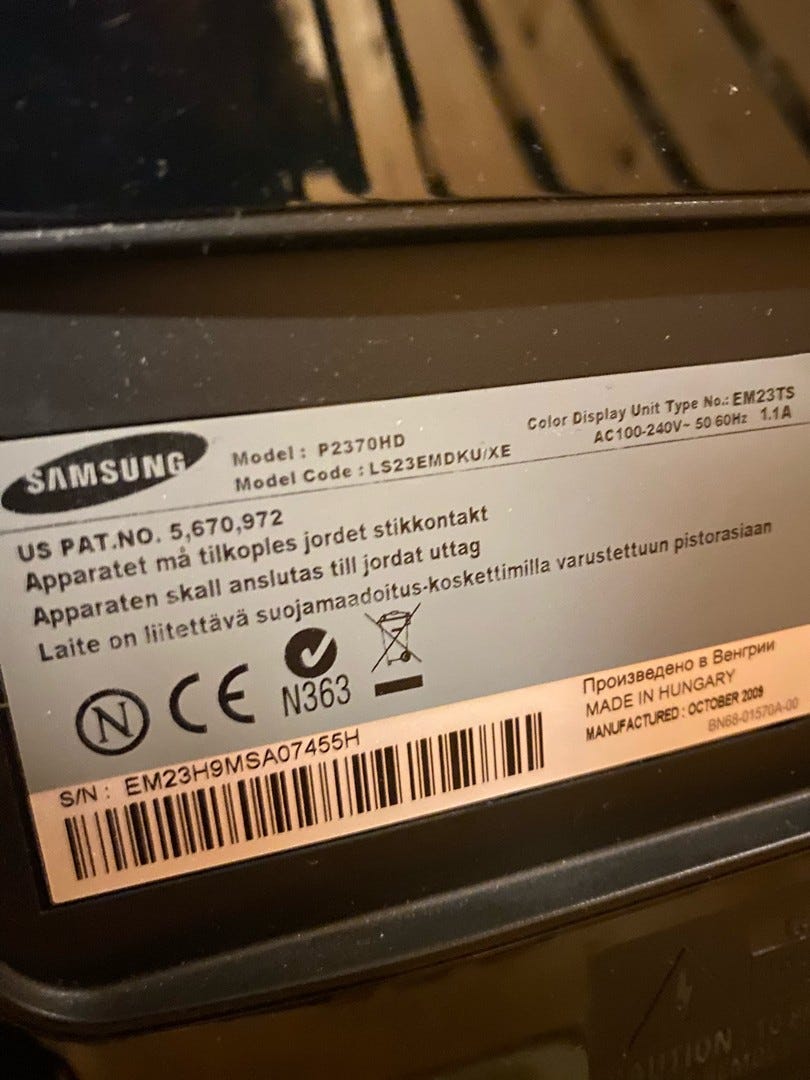 SAMSUNG
Model : P2370HD
Model Code : LS23EMDKU/XE
Color Display Unit Type No.: EM23TS
AC100-240V~ 50/60Hz 1.1A
US PAT.NO. 5,670,972
Apparatet må tilkoples jordet stikkontakt
Apparaten skall anslutas till jordat uttag
Laite on liitettävä suojamaadoitus-koskettimilla varustettuun pistorasiaan
N CE N363
Произведено в Венгрии
MADE IN HUNGARY
MANUFACTURED : OCTOBER 2009
BN68-01570A-00
S/N : EM23H9MSA07455H